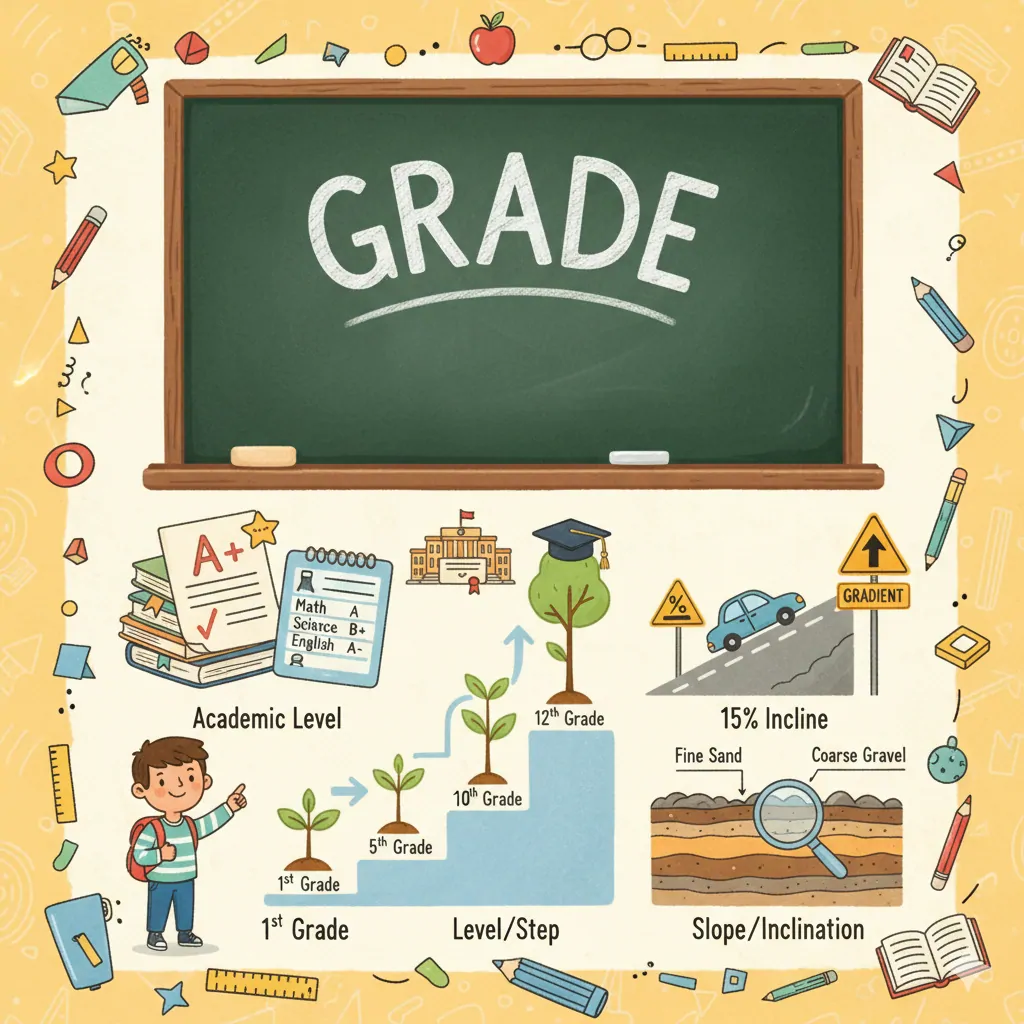 GRADE
A+
Math A
Sciarce B+
English A-
Academic Level
12th Grade
10th Grade
5th Grade
1st Grade
1st Grade
Level/Step
%
GRADIENT
15% Incline
Fine Sand
Coarse Gravel
Slope/Inclination